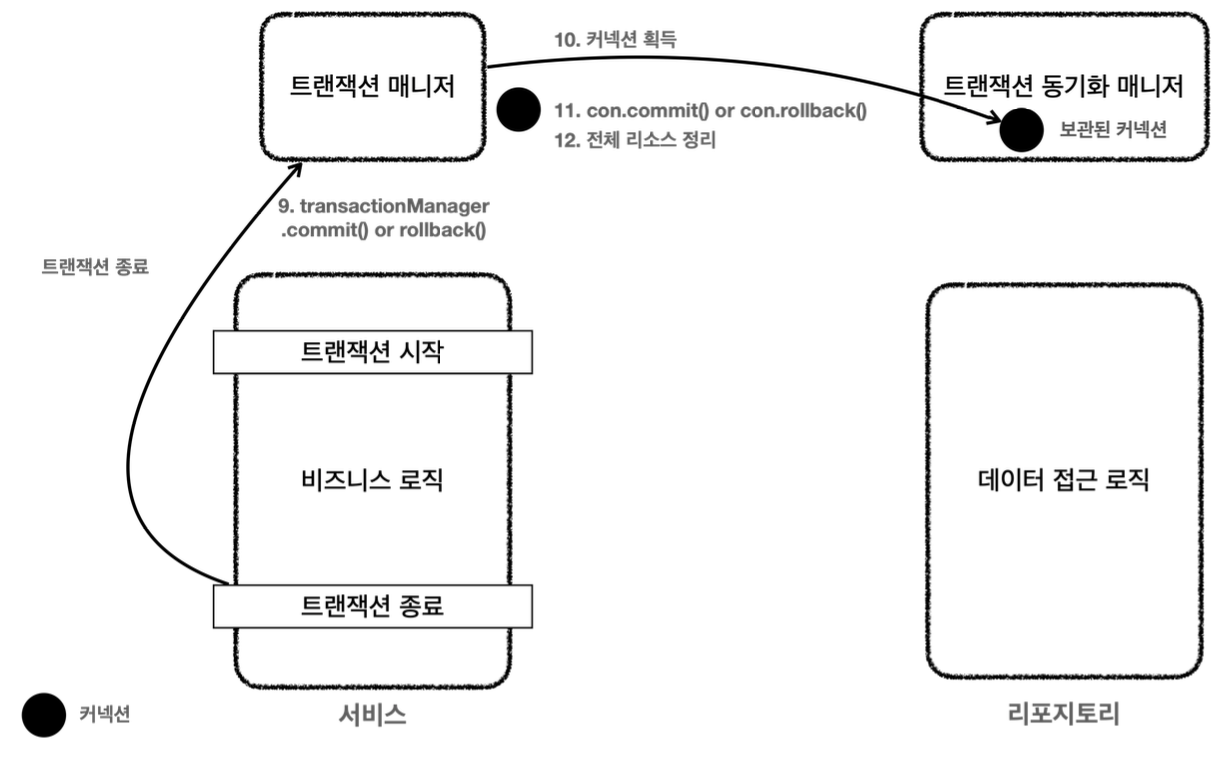 트랜잭션 매니저
10. 커넥션 획득
트랜잭션 동기화 매니저
11. con.commit() or con.rollback()
보관된 커넥션
12. 전체 리소스 정리
9. transactionManager
.commit() or rollback()
트랜잭션 종료
트랜잭션 시작
비즈니스 로직
데이터 접근 로직
트랜잭션 종료
커넥션
서비스
리포지토리